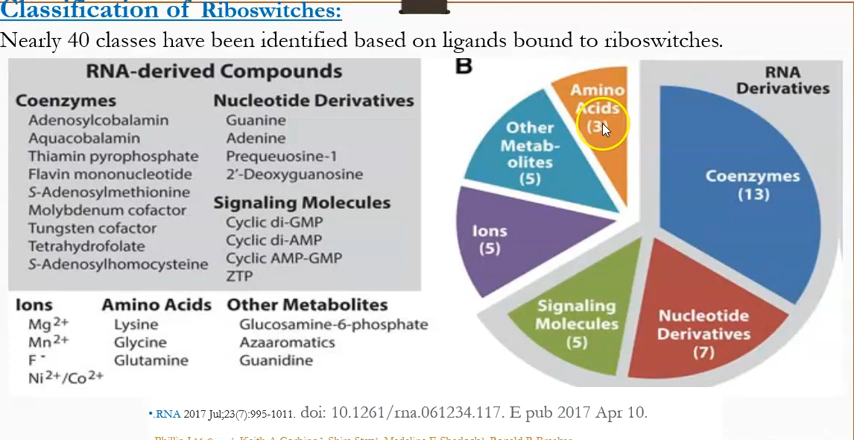 Classification of Riboswitches:
Nearly 40 classes have been identified based on ligands bound to riboswitches.
RNA-derived Compounds
Coenzymes
Adenosylcobalamin
Aquacobalamin
Thiamin pyrophosphate
Flavin mononucleotide
S-Adenosylmethionine
Molybdenum cofactor
Tungsten cofactor
Tetrahydrofolate
S-Adenosylhomocysteine
Nucleotide Derivatives
Guanine
Adenine
Prequeuosine-1
2'-Deoxyguanosine
Signaling Molecules
Cyclic di-GMP
Cyclic di-AMP
Cyclic AMP-GMP
ZTP
Ions
Mg2+
Mn2+
F-
Ni2+/Co2+
Amino Acids
Lysine
Glycine
Glutamine
Other Metabolites
Glucosamine-6-phosphate
Azaaromatics
Guanidine
B
RNA
Derivatives
Amino
Acids
(3)
Other
Metab-
olites
(5)
Coenzymes
(13)
Ions
(5)
Signaling
Molecules
(5)
Nucleotide
Derivatives
(7)
•.RNA 2017 Jul;23(7):995-1011. doi: 10.1261/rna.061234.117. E pub 2017 Apr 10.